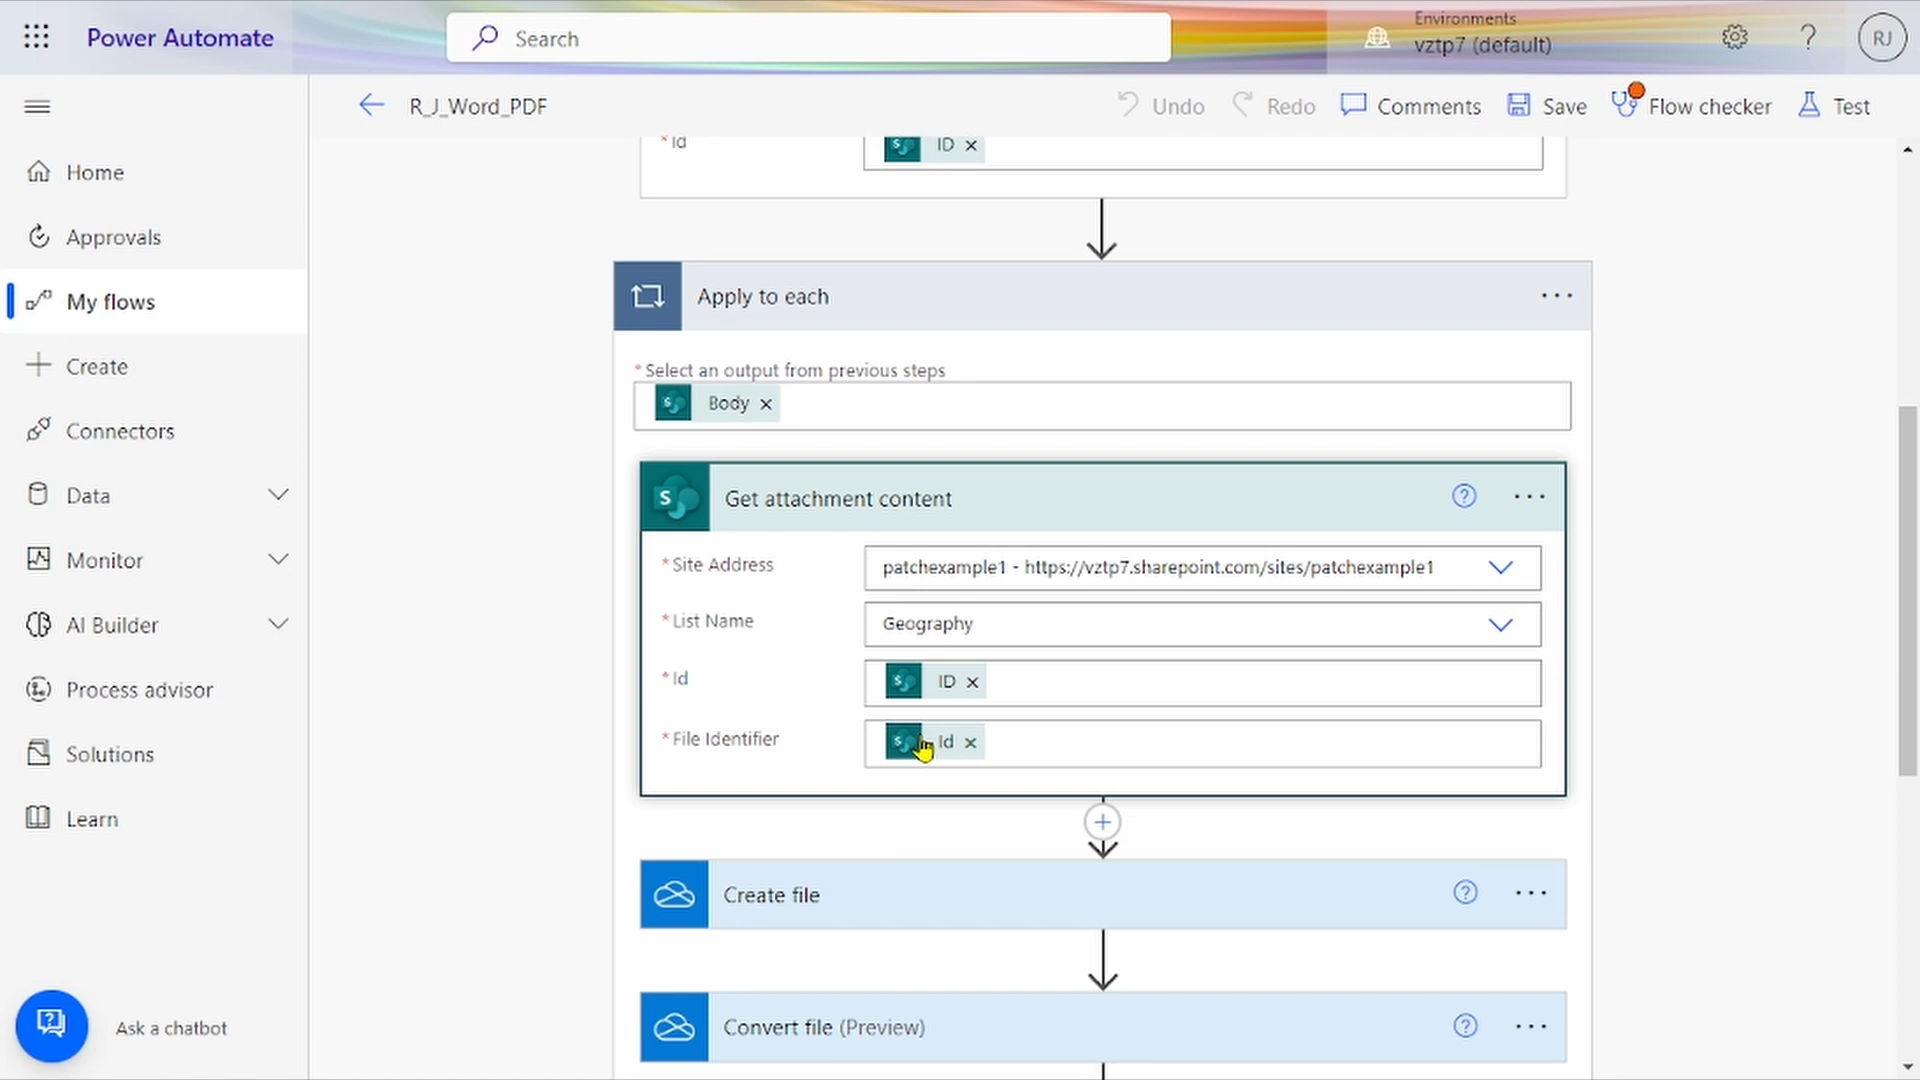 Power Automate
Search
Environments
vztp7 (default)
?
RJ
R_J_Word_PDF
Undo
Redo
Comments
Save
Flow checker
Test
Home
Approvals
My flows
Create
Connectors
Data
Monitor
AI Builder
Process advisor
Solutions
Learn
Ask a chatbot
* Id
S ID ×
Apply to each
...
* Select an output from previous steps
S Body ×
S Get attachment content
? ...
* Site Address
patchexample1 - https://vztp7.sharepoint.com/sites/patchexample1
* List Name
Geography
* Id
S ID ×
* File Identifier
S Id ×
Create file
? ...
Convert file (Preview)
? ...